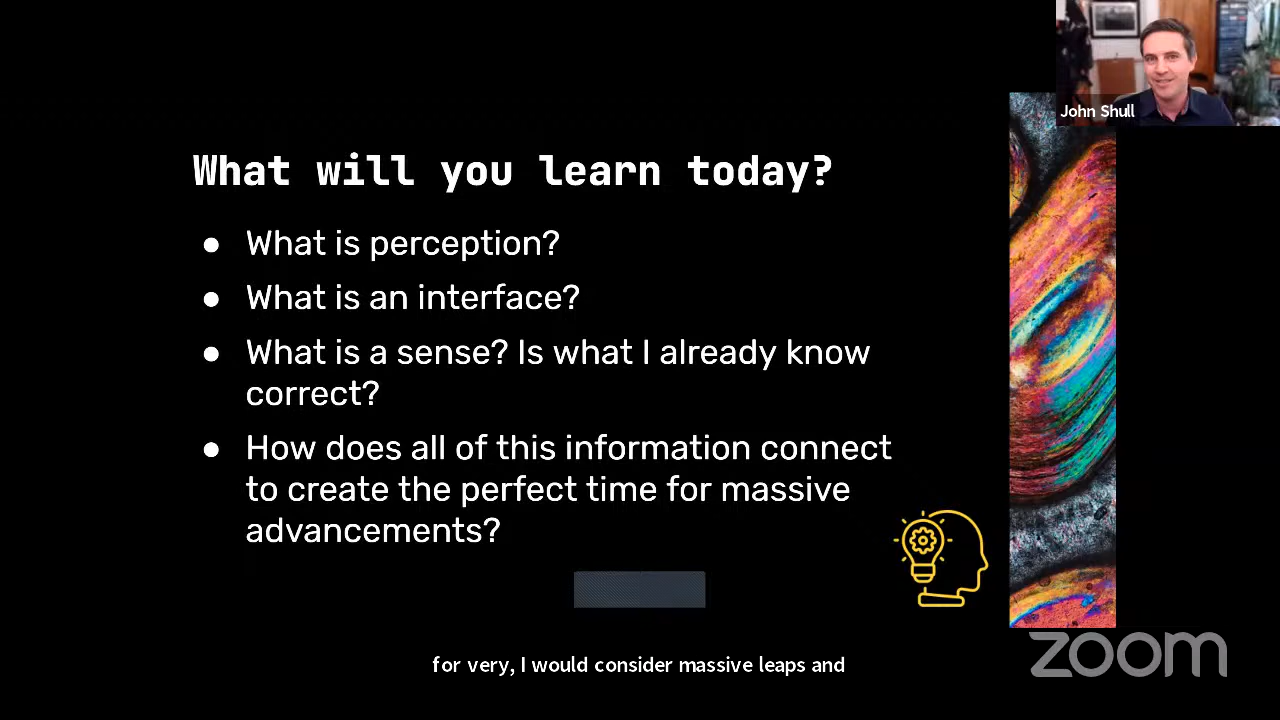 John Shull
What will you learn today?
● What is perception?
● What is an interface?
● What is a sense? Is what I already know
correct?
● How does all of this information connect
to create the perfect time for massive
advancements?
zoom
for very, I would consider massive leaps and